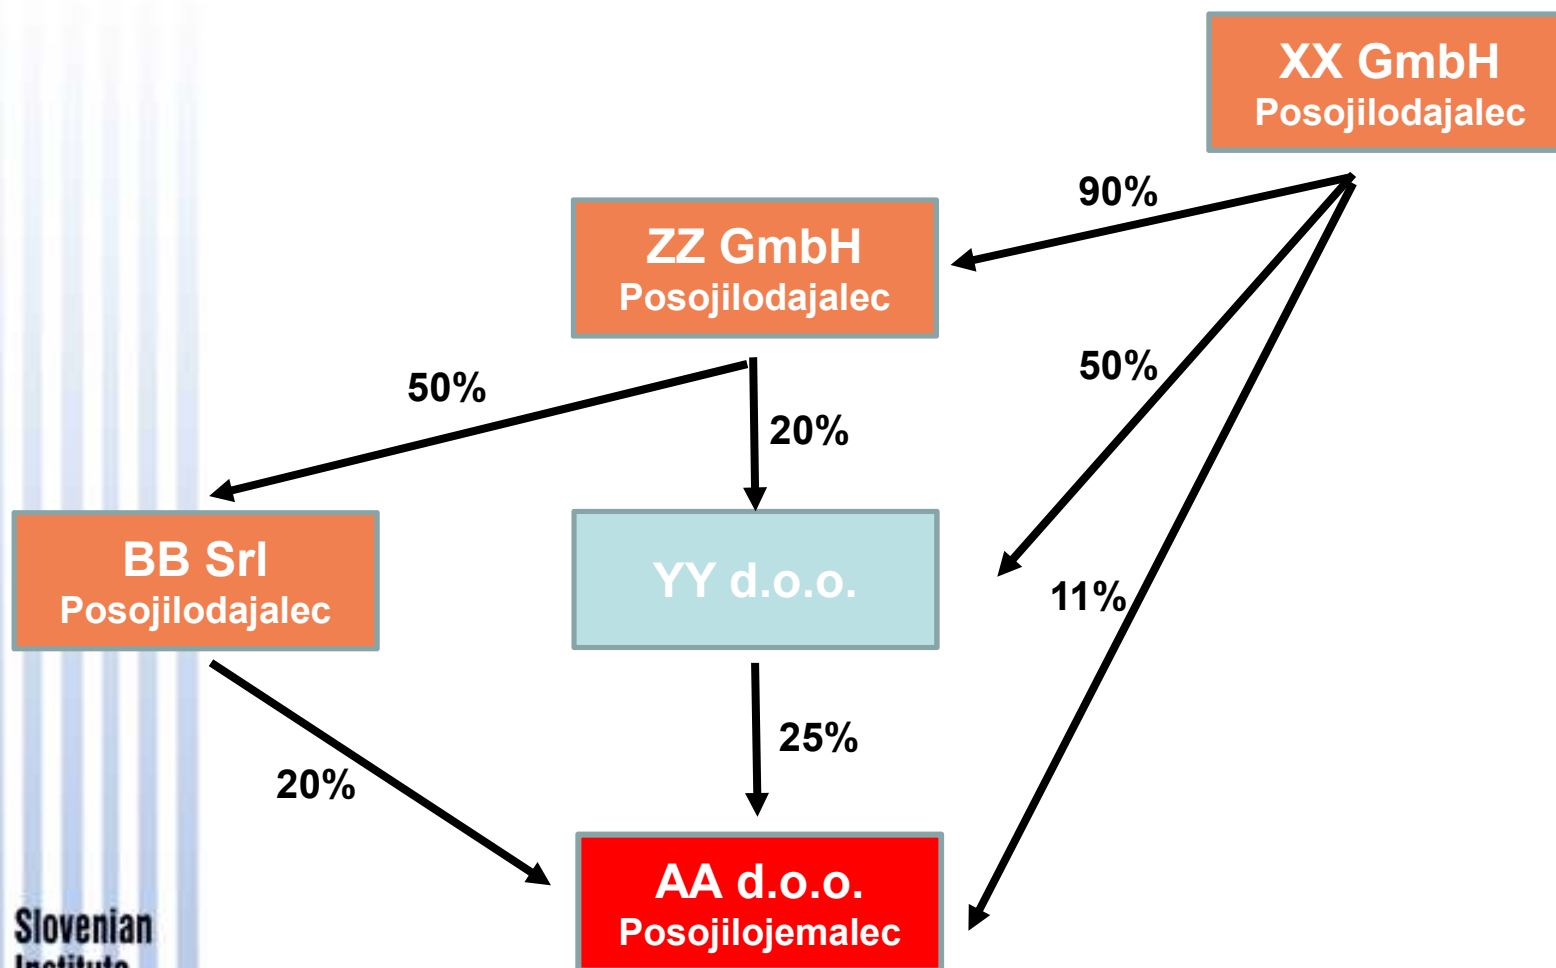 XX GmbH
Posojilodajalec
90%
ZZ GmbH
Posojilodajalec
50%
50%
20%
BB Srl
Posojilodajalec
YY d.o.o.
11%
25%
20%
AA d.o.o.
Posojilojemalec
Slovenian
Institute